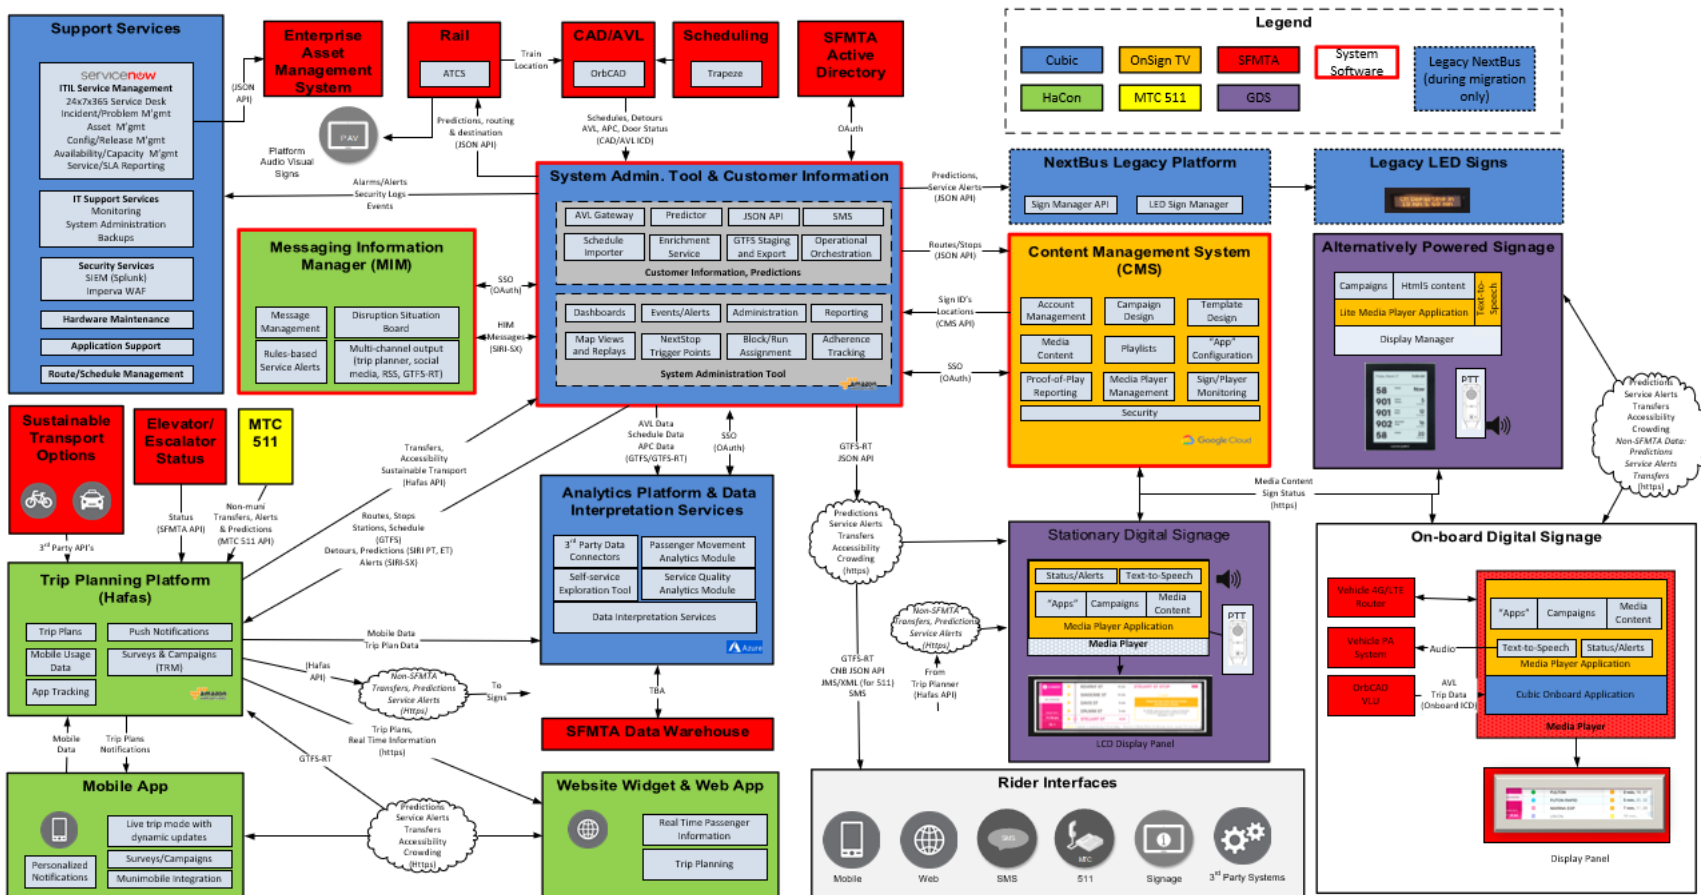 Support Services
servicenow
ITIL Service Management
24x7x365 Service Desk
Incident/Problem M'gmt
Asset M'gmt
Config/Release M'gmt
Availability/Capacity M'gmt
Service/SLA Reporting
IT Support Services
Monitoring
System Administration
Backups
Security Services
SIEM (Splunk)
Imperva WAF
Hardware Maintenance
Application Support
Route/Schedule Management
(JSON
API)
Enterprise
Asset
Management
System
Rail
ATCS
Train
Location
CAD/AVL
OrbCAD
Scheduling
Trapeze
SFMTA
Active
Directory
PAV
Platform
Audio Visual
Signs
Predictions, routing
& destination
(JSON API)
Schedules, Detours
AVL, APC, Door Status
(CAD/AVL ICD)
OAuth
Legend
Cubic
OnSign TV
SFMTA
System
Software
Legacy NextBus
(during migration
only)
HaCon
MTC 511
GDS
Alarms/Alerts
Security Logs
Events
System Admin. Tool & Customer Information
AVL Gateway
Predictor
JSON API
SMS
Schedule
Importer
Enrichment
Service
GTFS Staging
and Export
Operational
Orchestration
Customer Information, Predictions
Dashboards
Events/Alerts
Administration
Reporting
Map Views
and Replays
NextStop
Trigger Points
Block/Run
Assignment
Adherence
Tracking
System Administration Tool
amazon
Predictions,
Service Alerts
(JSON API)
NextBus Legacy Platform
Sign Manager API
LED Sign Manager
Legacy LED Signs
Messaging Information
Manager (MIM)
Message
Management
Disruption Situation
Board
Rules-based
Service Alerts
Multi-channel output
(trip planner, social
media, RSS, GTFS-RT)
SSO
(OAuth)
HIM
Messages
(SIRI-SX)
Routes/Stops
(JSON API)
Sign ID's
Locations
(CMS API)
SSO
(OAuth)
Content Management System
(CMS)
Account
Management
Campaign
Design
Template
Design
Media
Content
Playlists
"App"
Configuration
Proof-of-Play
Reporting
Media Player
Management
Sign/Player
Monitoring
Security
Google Cloud
Alternatively Powered Signage
Campaigns
Html5 content
Text-to-
Speech
Lite Media Player Application
Display Manager
58
901
901
902
58
PTT
Predictions
Service Alerts
Transfers
Accessibility
Crowding
Non-SFMTA Data:
Predictions
Service Alerts
Transfers
(https)
Sustainable
Transport
Options
Elevator/
Escalator
Status
MTC
511
3rd Party API's
Status
(SFMTA API)
Non-muni
Transfers, Alerts
& Predictions
(MTC 511 API)
Transfers,
Accessibility
Sustainable Transport
(Hafas API)
Routes, Stops
Stations, Schedule
(GTFS)
Detours, Predictions (SIRI PT, ET)
Alerts (SIRI-SX)
AVL Data
Schedule Data
APC Data
(GTFS/GTFS-RT)
SSO
(OAuth)
GTFS-RT
JSON API
Media Content
Sign Status
(https)
Trip Planning Platform
(Hafas)
Trip Plans
Push Notifications
Mobile Usage
Data
Surveys & Campaigns
(TRM)
App Tracking
amazon
Analytics Platform & Data
Interpretation Services
3rd Party Data
Connectors
Passenger Movement
Analytics Module
Self-service
Exploration Tool
Service Quality
Analytics Module
Data Interpretation Services
Azure
Mobile Data
Trip Plan Data
(Hafas
API)
Non-SFMTA
Transfers, Predictions
Service Alerts
(Https)
To
Signs
TBA
SFMTA Data Warehouse
Predictions
Service Alerts
Transfers
Accessibility
Crowding
(https)
Non-SFMTA
Transfers, Predictions
Service Alerts
(Https)
From
Trip Planner
(Hafas API)
GTFS-RT
CNB JSON API
JMS/XML (for 511)
SMS
Stationary Digital Signage
Status/Alerts
Text-to-Speech
"Apps"
Campaigns
Media
Content
Media Player Application
Media Player
PTT
LCD Display Panel
On-board Digital Signage
Vehicle 4G/LTE
Router
Vehicle PA
System
OrbCAD
VLU
Audio
AVL
Trip Data
(Onboard ICD)
"Apps"
Campaigns
Media
Content
Text-to-Speech
Status/Alerts
Media Player Application
Cubic Onboard Application
Media Player
Display Panel
Mobile
Data
Trip Plans
Notifications
GTFS-RT
Trip Plans,
Real Time Information
(https)
Mobile App
Live trip mode with
dynamic updates
Personalized
Notifications
Surveys/Campaigns
Munimobile Integration
Predictions
Service Alerts
Transfers
Accessibility
Crowding
(Https)
Website Widget & Web App
Real Time Passenger
Information
Trip Planning
Rider Interfaces
SMS
MTC
Mobile
Web
SMS
511
Signage
3rd Party Systems